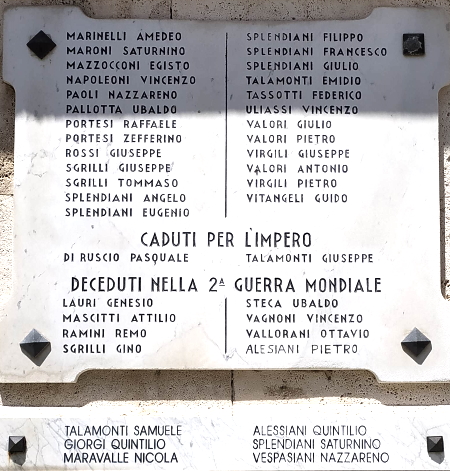 MARINELLI AMEDEO
MARONI SATURNINO
MAZZOCCONI EGISTO
NAPOLEONI VINCENZO
PAOLI NAZZARENO
PALLOTTA UBALDO
PORTESI RAFFAELE
PORTESI ZEFFERINO
ROSSI GIUSEPPE
SGRILLI GIUSEPPE
SGRILLI TOMMASO
SPLENDIANI ANGELO
SPLENDIANI EUGENIO
SPLENDIANI FILIPPO
SPLENDIANI FRANCESCO
SPLENDIANI GIULIO
TALAMONTI EMIDIO
TASSOTTI FEDERICO
ULIASSI VINCENZO
VALORI GIULIO
VALORI PIETRO
VIRGILI GIUSEPPE
VALORI ANTONIO
VIRGILI PIETRO
VITANGELI GUIDO
CADUTI PER L'IMPERO
DI RUSCIO PASQUALE
TALAMONTI GIUSEPPE
DECEDUTI NELLA 2ª GUERRA MONDIALE
LAURI GENESIO
MASCITTI ATTILIO
RAMINI REMO
SGRILLI GINO
STECA UBALDO
VAGNONI VINCENZO
VALLORANI OTTAVIO
ALESIANI PIETRO
TALAMONTI SAMUELE
GIORGI QUINTILIO
MARAVALLE NICOLA
ALESSIANI QUINTILIO
SPLENDIANI SATURNINO
VESPASIANI NAZZARENO